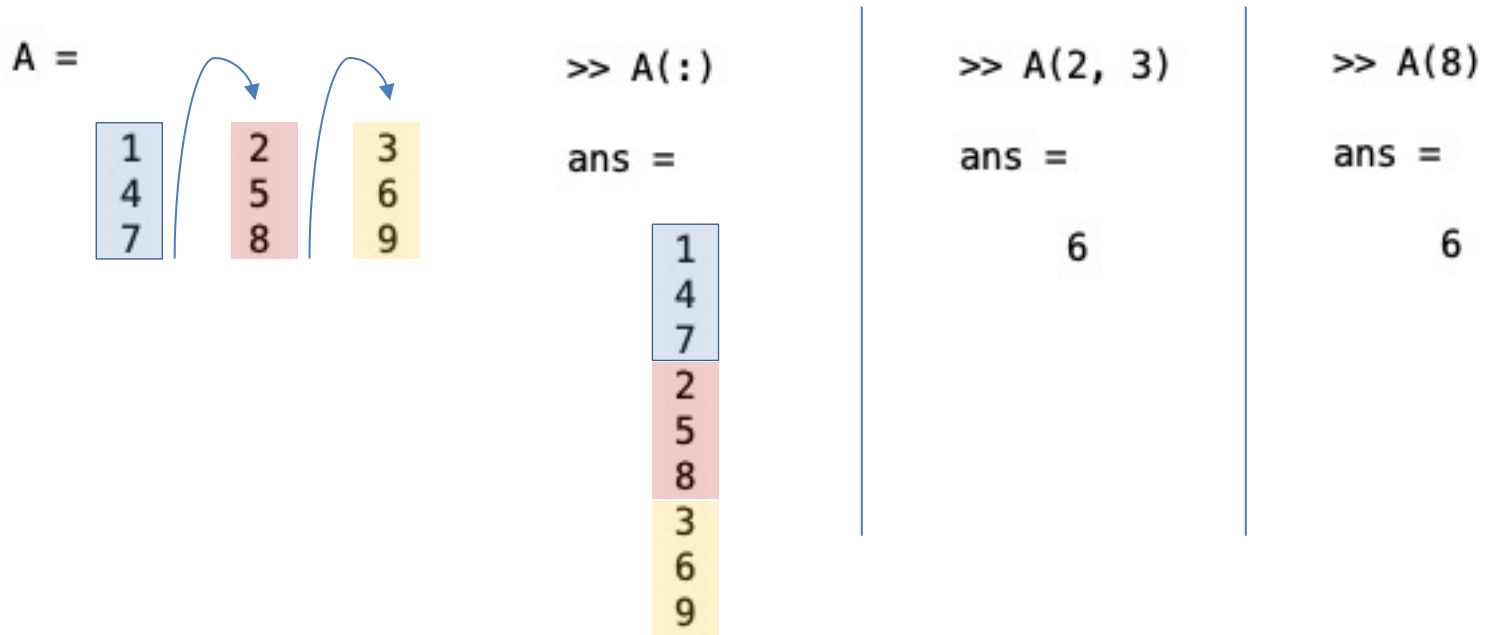 A =
1 2 3
4 5 6
7 8 9
>> A(:)
ans =
1
4
7
2
5
8
3
6
9
>> A(2, 3)
ans =
6
>> A(8)
ans =
6